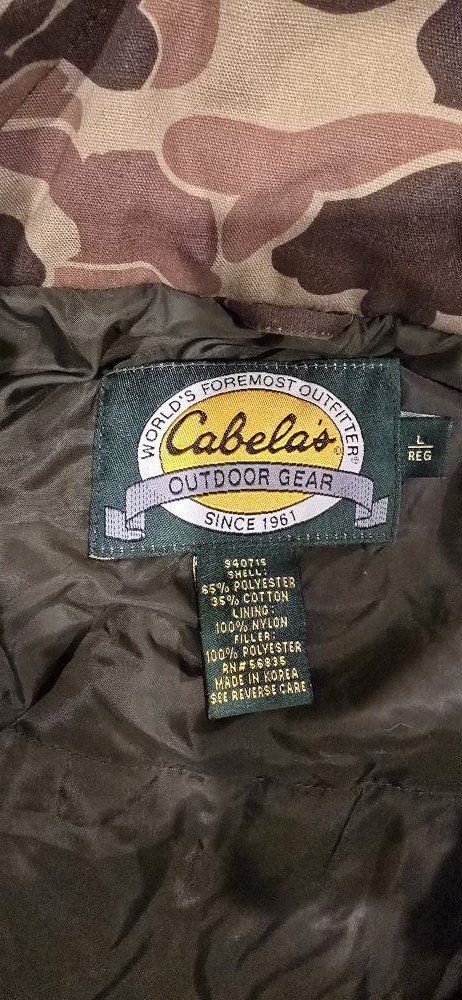 WORLD'S FOREMOST OUTFITTER®
Cabela's®
OUTDOOR GEAR
SINCE 1961
L
REG
940715
SHELL:
65% POLYESTER
35% COTTON
LINING:
100% NYLON
FILLER:
100% POLYESTER
RN# 56835
MADE IN KOREA
SEE REVERSE CARE